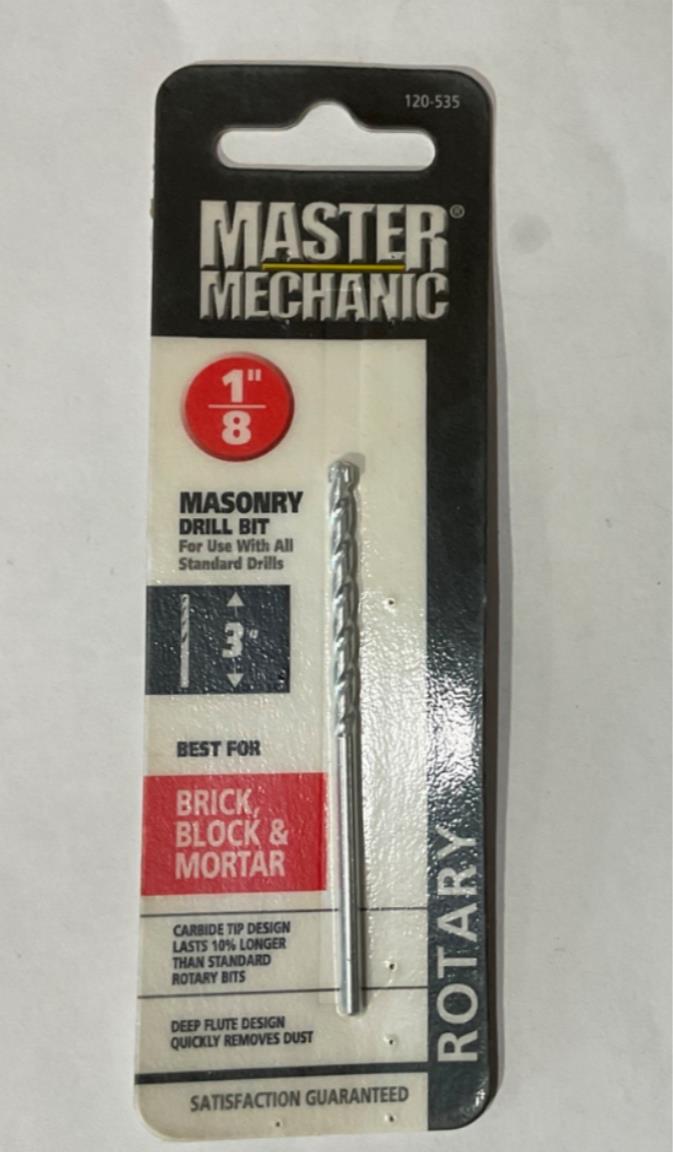 120-535
MASTER®
MECHANIC
1"
8
MASONRY
DRILL BIT
For Use With All
Standard Drills
3"
BEST FOR
BRICK,
BLOCK &
MORTAR
CARBIDE TIP DESIGN
LASTS 10% LONGER
THAN STANDARD
ROTARY BITS
DEEP FLUTE DESIGN
QUICKLY REMOVES DUST
SATISFACTION GUARANTEED
ROTARY